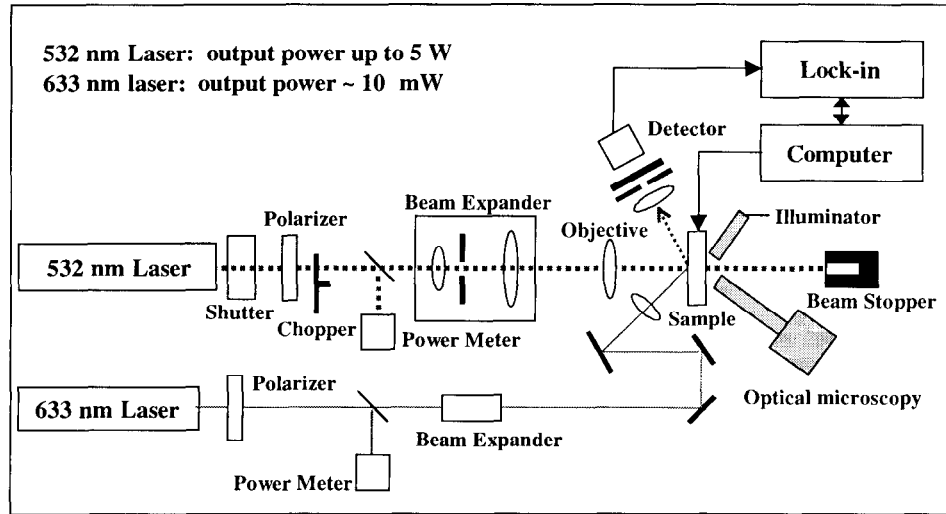 532 nm Laser: output power up to 5 W
633 nm laser: output power ~ 10 mW
Lock-in
Detector
Computer
Beam Expander
Polarizer
Objective
Illuminator
532 nm Laser
Shutter
Chopper
Power Meter
Sample
Beam Stopper
Polarizer
633 nm Laser
Beam Expander
Optical microscopy
Power Meter